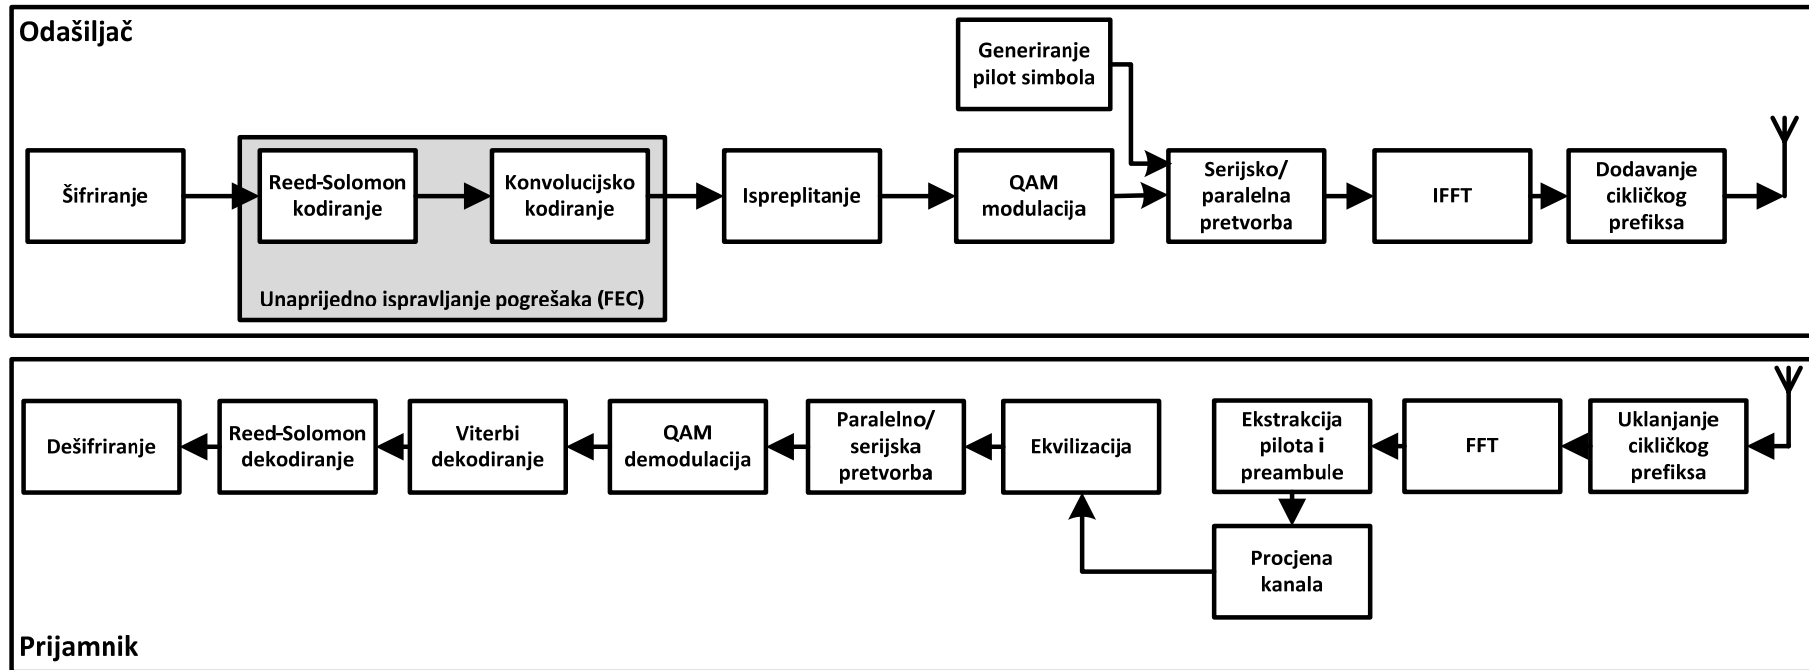 Odašiljač
Generiranje
pilot simbola
Šifriranje
Reed-Solomon
kodiranje
Konvolucijsko
kodiranje
Unaprijedno ispravljanje pogrešaka (FEC)
Ispreplitanje
QAM
modulacija
Serijsko/
paralelna
pretvorba
IFFT
Dodavanje
cikličkog
prefiksa
Dešifriranje
Reed-Solomon
dekodiranje
Viterbi
dekodiranje
QAM
demodulacija
Paralelno/
serijska
pretvorba
Ekvilizacija
Ekstrakcija
pilota i
preambule
FFT
Uklanjanje
cikličkog
prefiksa
Procjena
kanala
Prijamnik